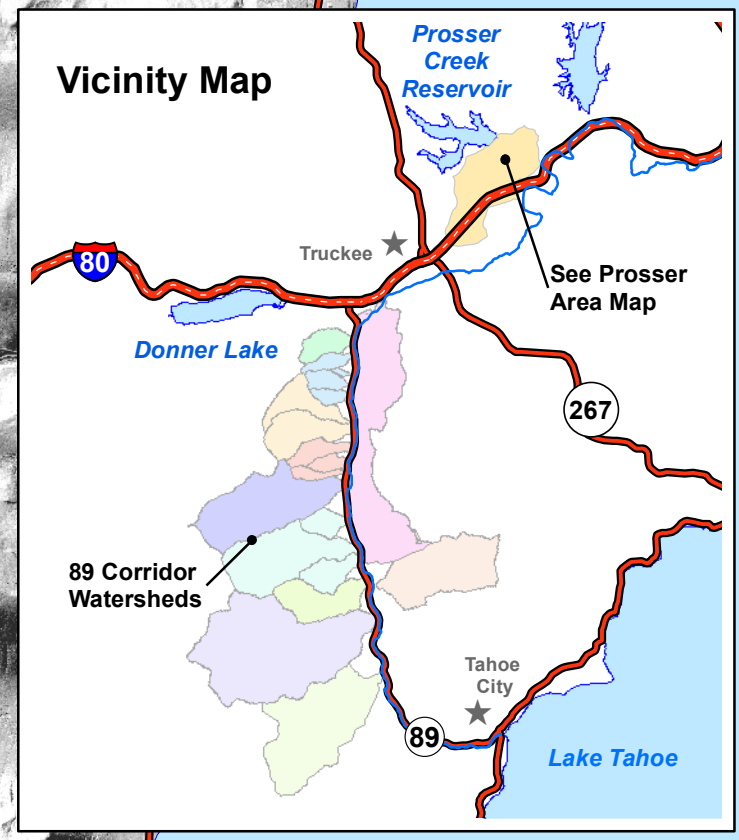 Vicinity Map
Prosser
Creek
Reservoir
Truckee
80
See Prosser
Area Map
Donner Lake
267
89 Corridor
Watersheds
Tahoe
City
89
Lake Tahoe